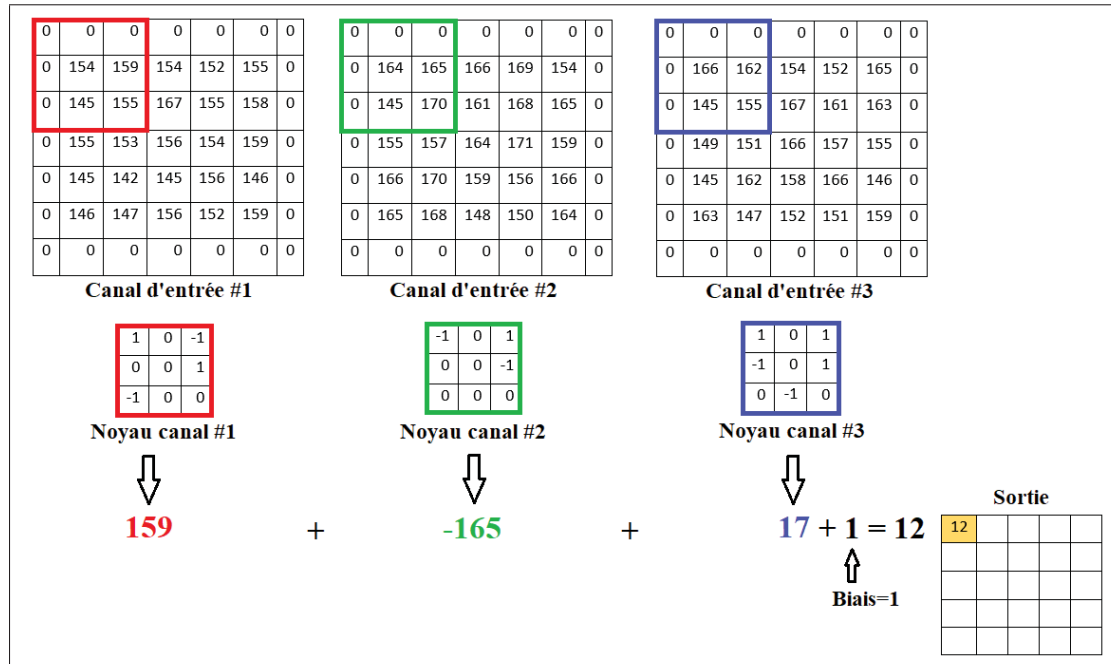 0 0 0 0 0 0 0
0 154 159 154 152 155 0
0 145 155 167 155 158 0
0 155 153 156 154 159 0
0 145 142 145 156 146 0
0 146 147 156 152 159 0
0 0 0 0 0 0 0
Canal d'entrée #1
0 0 0 0 0 0 0
0 164 165 166 169 154 0
0 145 170 161 168 165 0
0 155 157 164 171 159 0
0 166 170 159 156 166 0
0 165 168 148 150 164 0
0 0 0 0 0 0 0
Canal d'entrée #2
0 0 0 0 0 0 0
0 166 162 154 152 165 0
0 145 155 167 161 163 0
0 149 151 166 157 155 0
0 145 162 158 166 146 0
0 163 147 152 151 159 0
0 0 0 0 0 0 0
Canal d'entrée #3
1 0 -1
0 0 1
-1 0 0
Noyau canal #1
-1 0 1
0 0 -1
0 0 0
Noyau canal #2
1 0 1
-1 0 1
0 -1 0
Noyau canal #3
159 + -165 + 17 + 1 = 12
Biais=1
Sortie
12